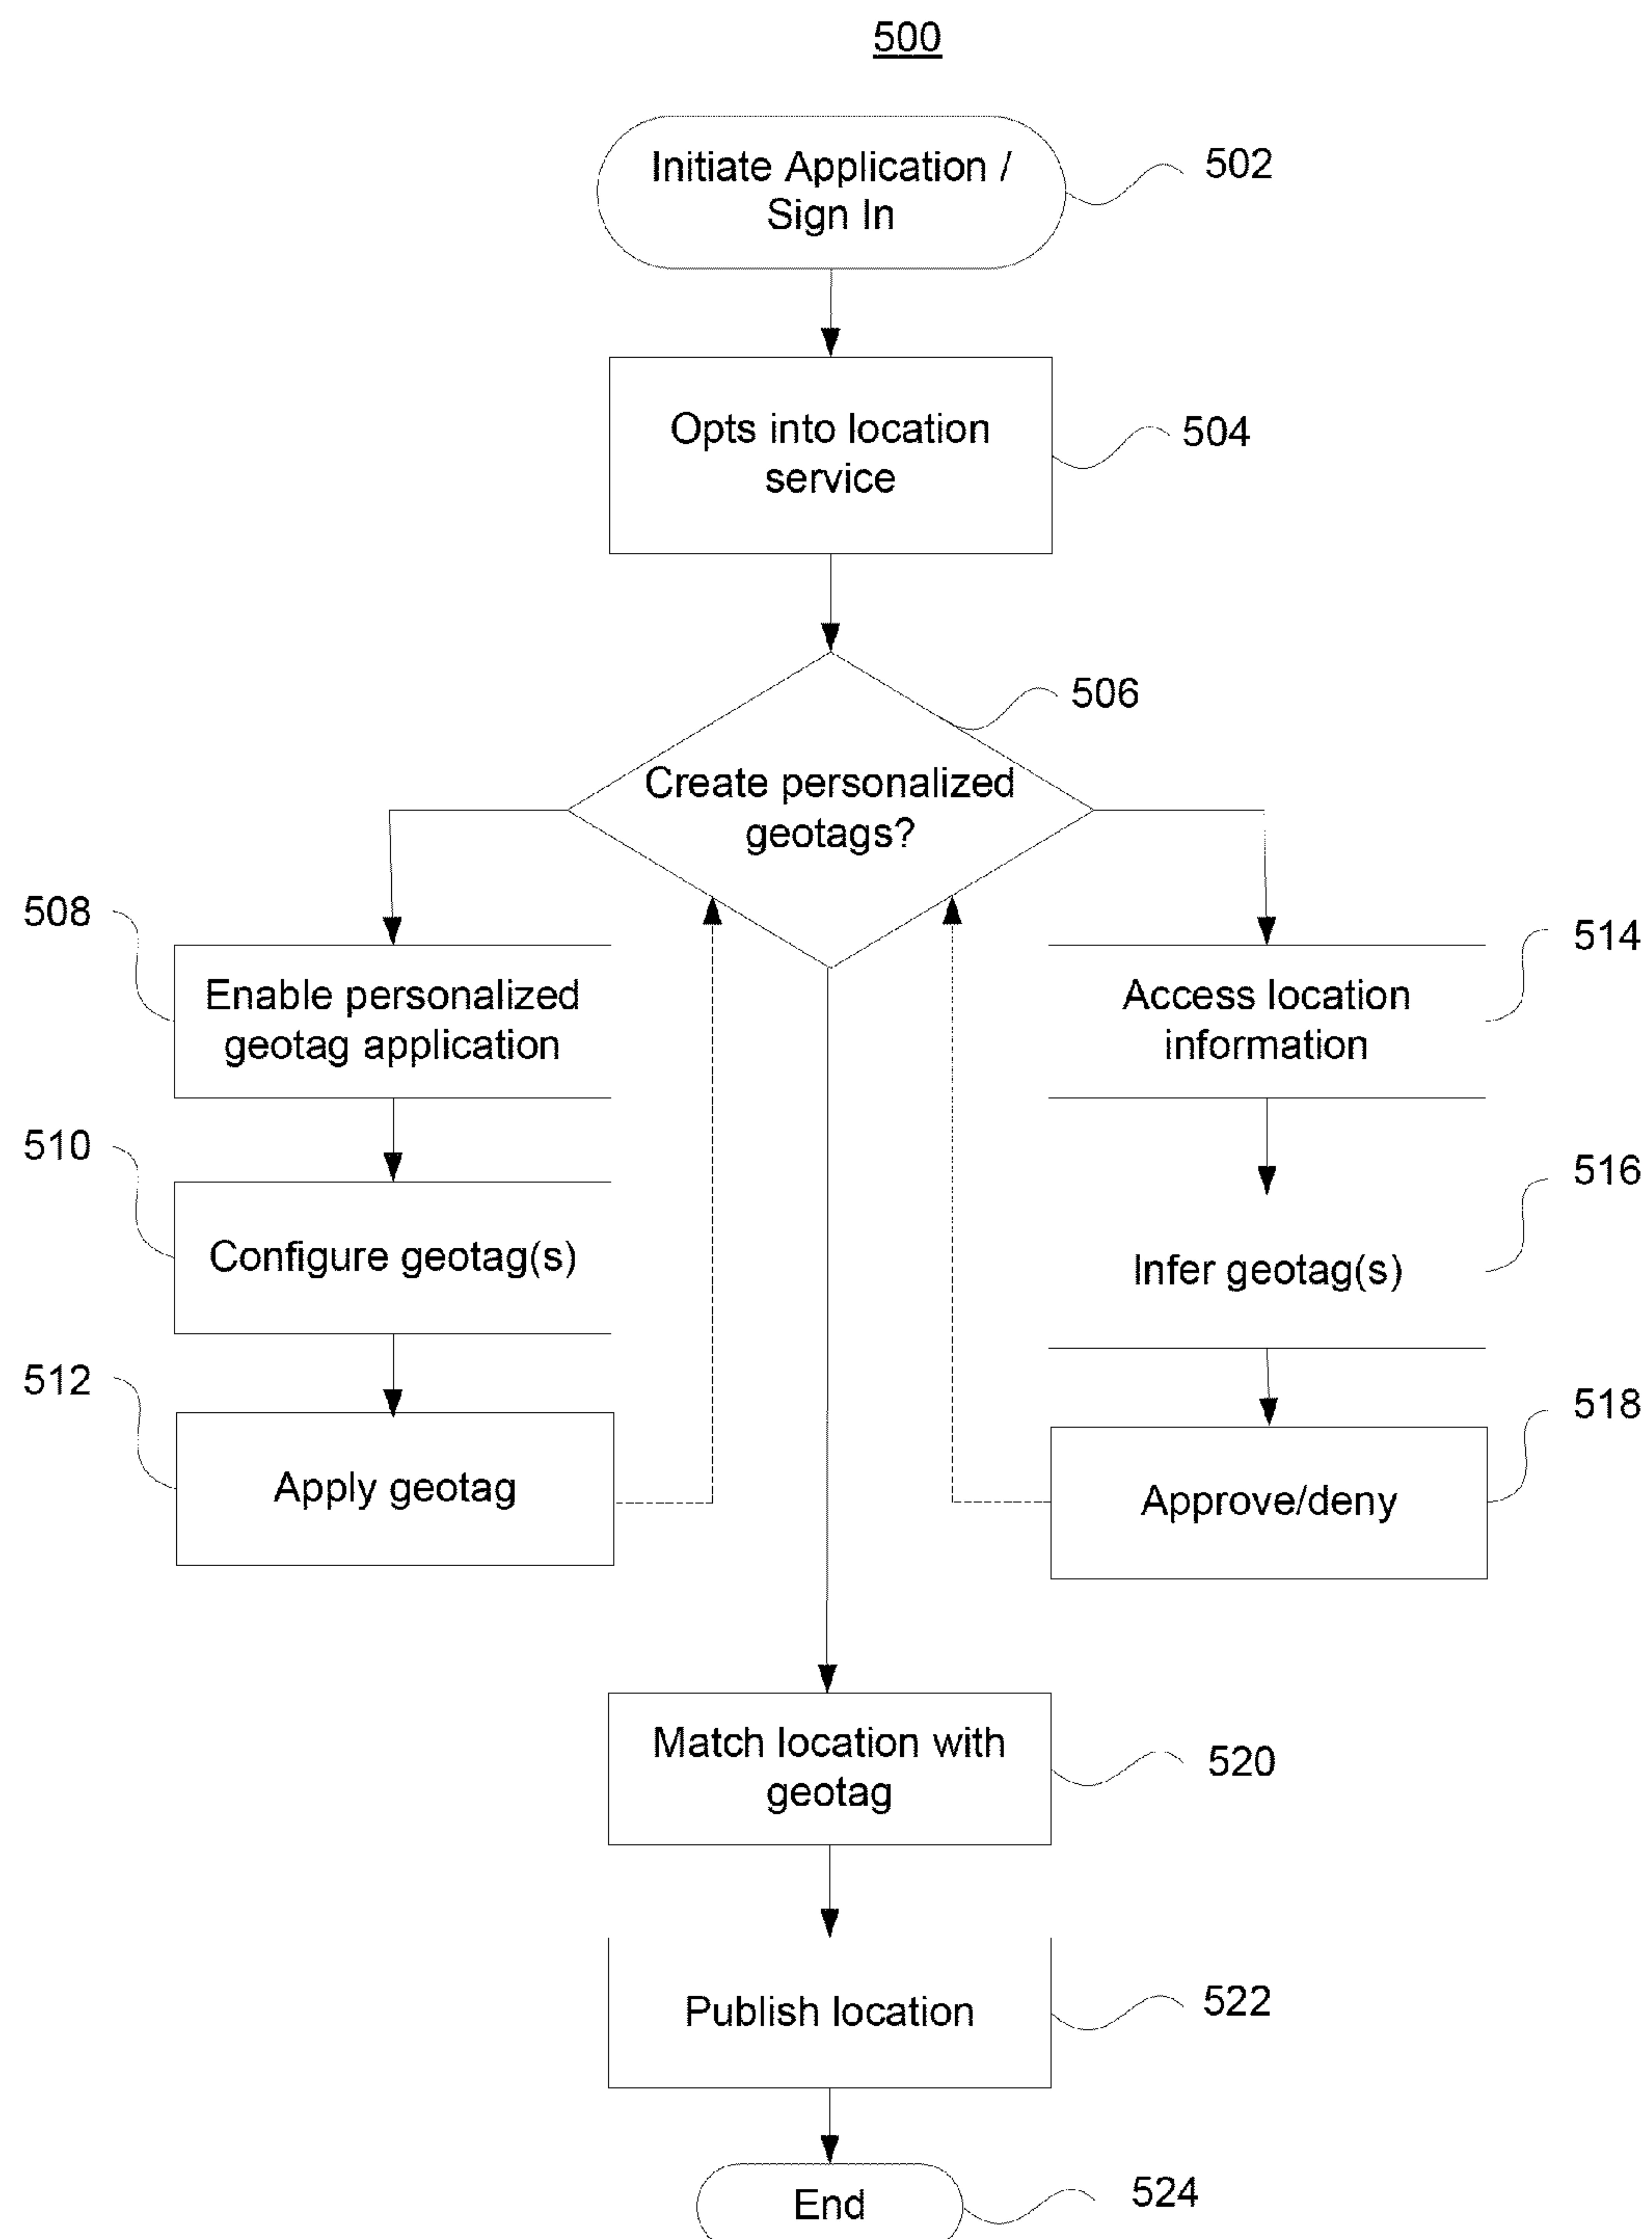 500
Initiate Application /
Sign In
502
Opts into location
service
504
506
Create personalized
geotags?
508
Enable personalized
geotag application
510
Configure geotag(s)
512
Apply geotag
514
Access location
information
516
Infer geotag(s)
518
Approve/deny
Match location with
geotag
520
Publish location
522
End
524